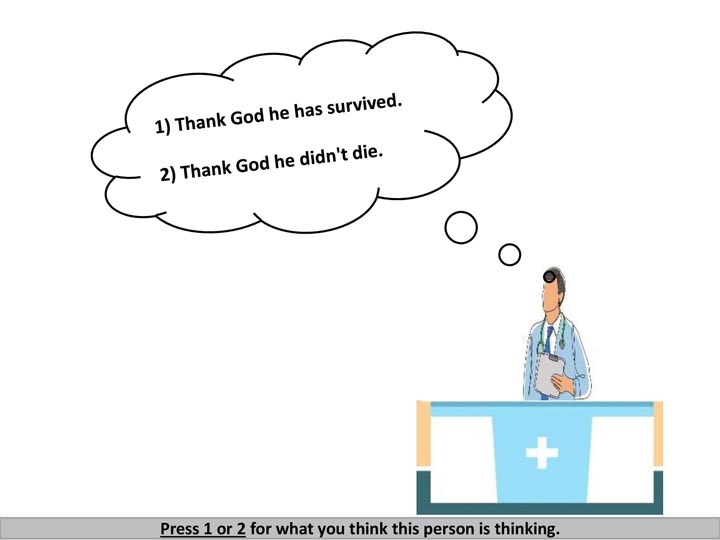 1) Thank God he has survived.
2) Thank God he didn't die.
Press 1 or 2 for what you think this person is thinking.